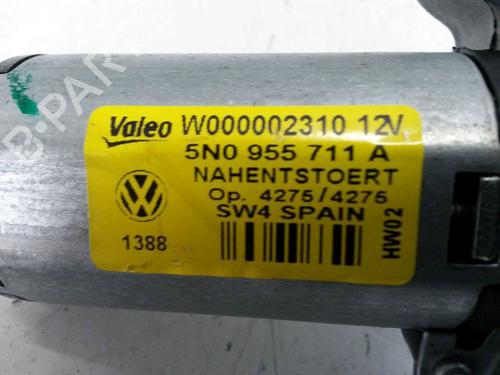 Valeo W000002310 12V
5N0 955 711 A
NAHENTSTOERT
Op. 4275/4275
SW4 SPAIN
1388
HW02
B-PARTS